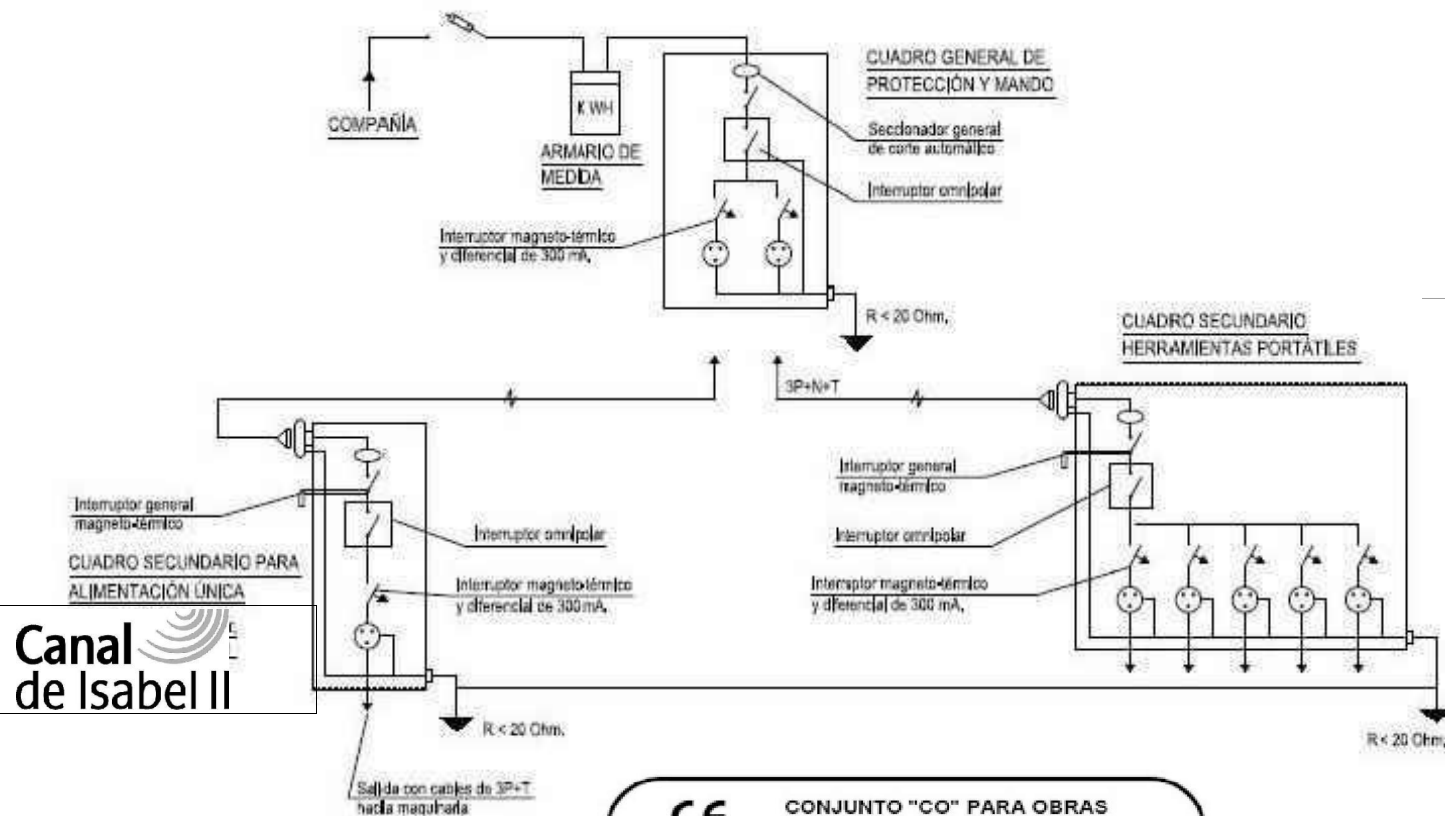 COMPAÑÍA
K WH
ARMARIO DE
MEDIDA
CUADRO GENERAL DE
PROTECCIÓN Y MANDO
Seccionador general
de corte automático
Interruptor omnipolar
Interruptor magneto-térmico
y diferencial de 300 mA.
R < 20 Ohm.
CUADRO SECUNDARIO
HERRAMIENTAS PORTÁTILES
3P+N+T
Interruptor general
magneto-térmico
Interruptor omnipolar
Interruptor magneto-térmico
y diferencial de 300 mA.
R < 20 Ohm.
Interruptor general
magneto-térmico
CUADRO SECUNDARIO PARA
ALIMENTACIÓN ÚNICA
Interruptor omnipolar
Interruptor magneto-térmico
y diferencial de 300 mA.
R < 20 Ohm.
Canal
de Isabel II
Salida con cables de 3P+T
hacia maquinaria
CE
CONJUNTO "CO" PARA OBRAS